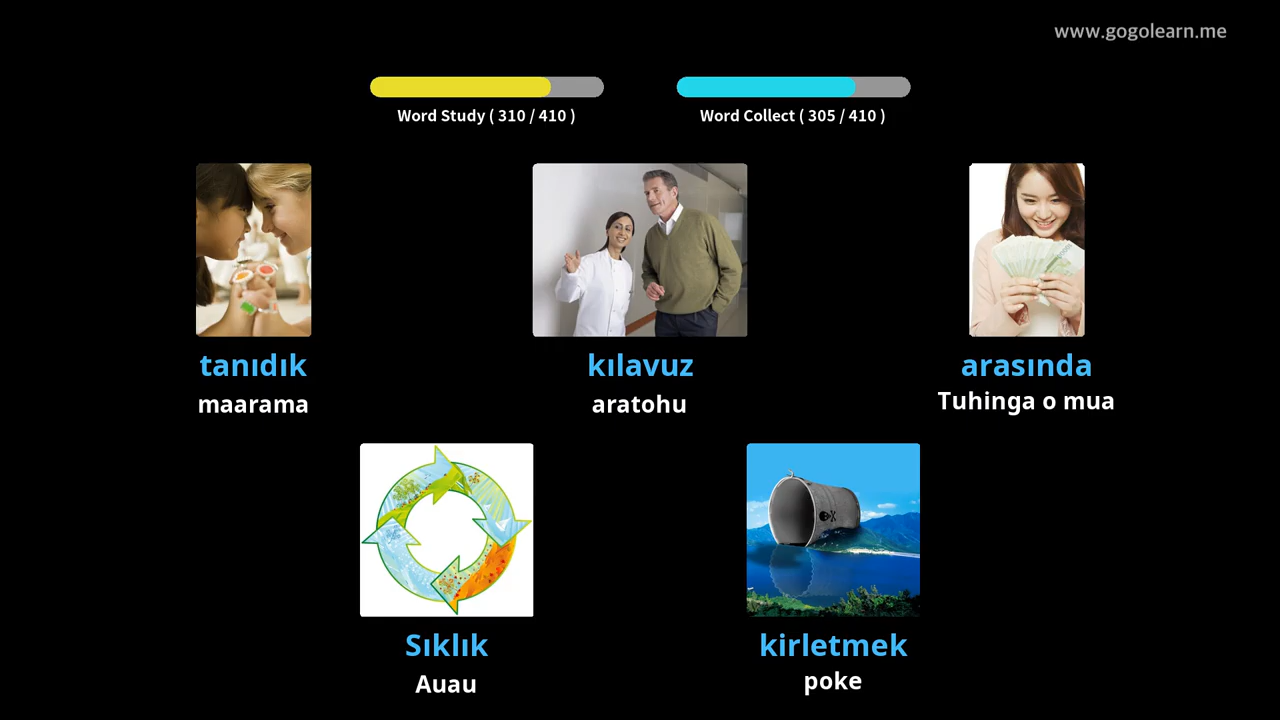 www.gogolearn.me
Word Study ( 310 / 410 )
Word Collect ( 305 / 410 )
tanıdık
maarama
kılavuz
aratohu
arasında
Tuhinga o mua
Sıklık
Auau
kirletmek
poke